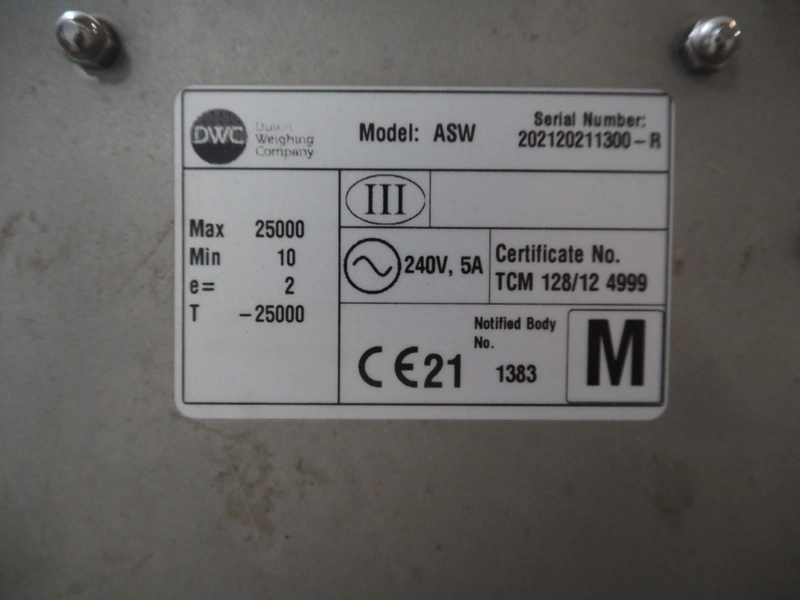 DWC
Dutch
Weighing
Company
Model: ASW
Serial Number:
202120211300-R
Max 25000
Min 10
e= 2
T -25000
III
240V, 5A
Certificate No.
TCM 128/12 4999
CE21
Notified Body
No.
1383
M